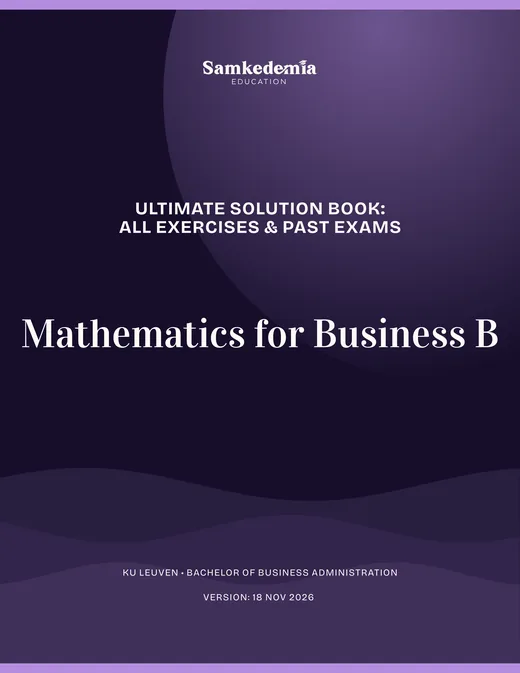 Samkedemia
EDUCATION
ULTIMATE SOLUTION BOOK:
ALL EXERCISES & PAST EXAMS
Mathematics for Business B
KU LEUVEN • BACHELOR OF BUSINESS ADMINISTRATION
VERSION: 18 NOV 2026